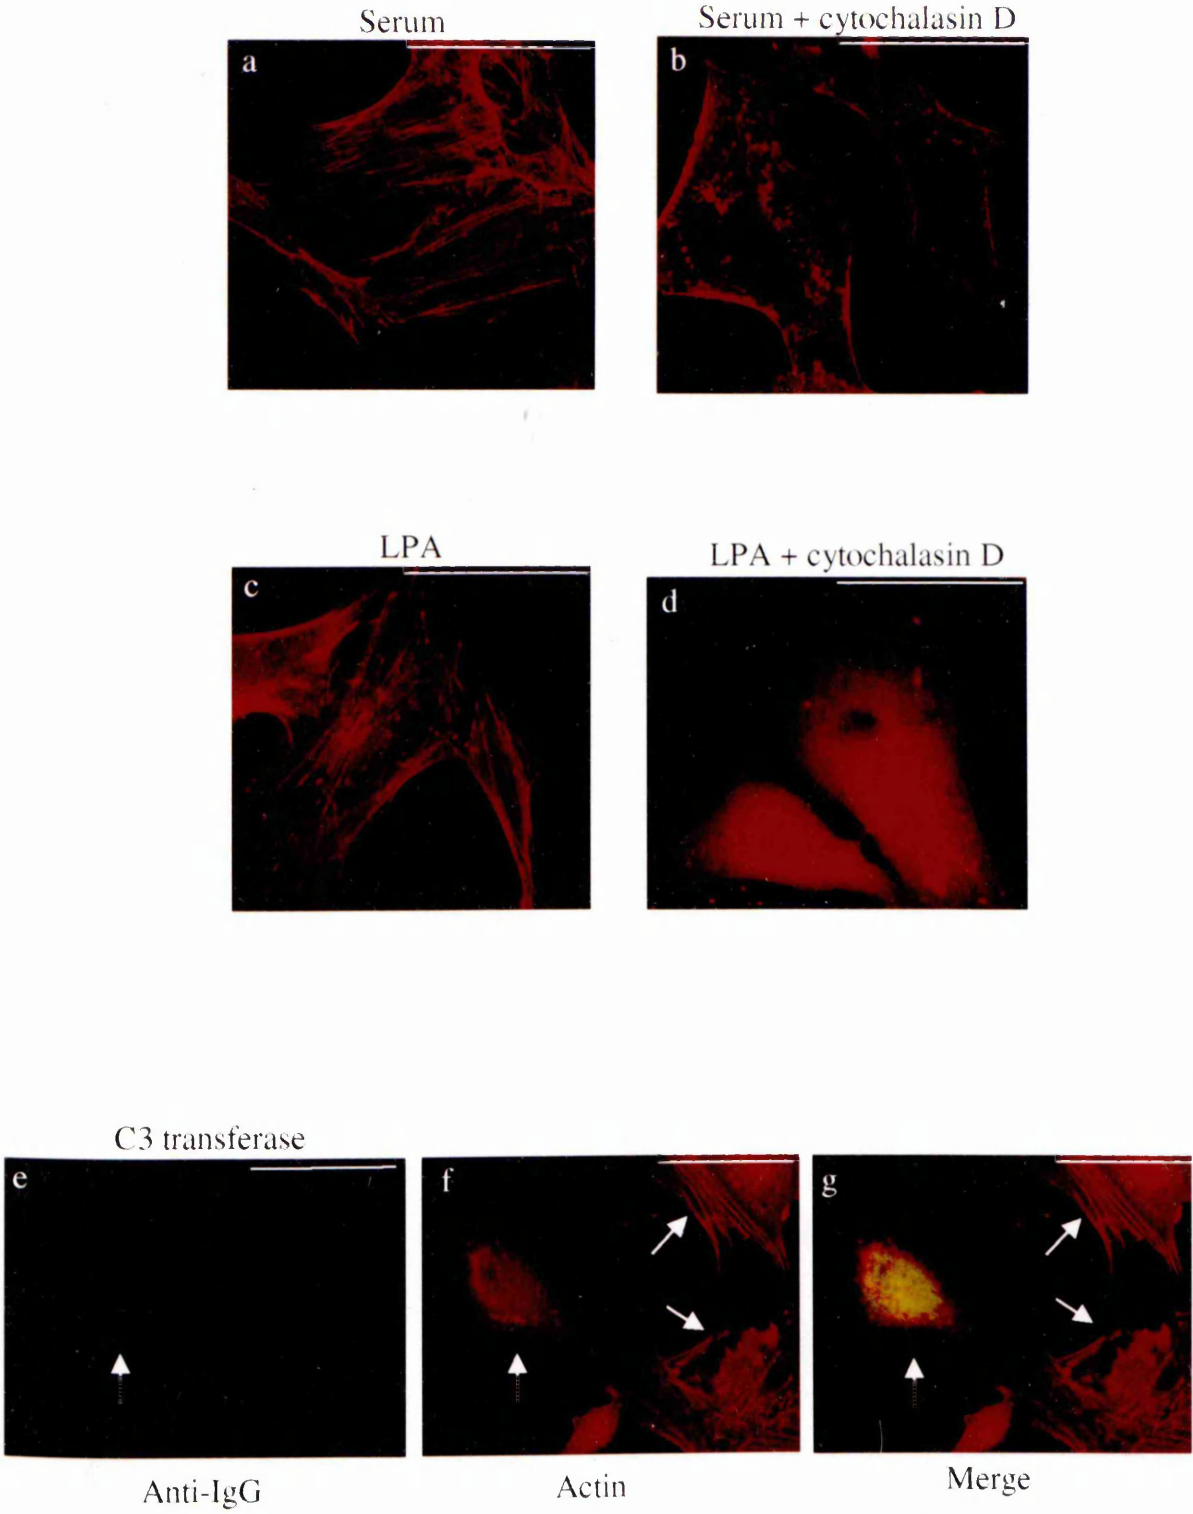 Serum
Serum + cytochalasin D
a
b
LPA
LPA + cytochalasin D
c
d
C3 transferase
e
f
g
Anti-IgG
Actin
Merge